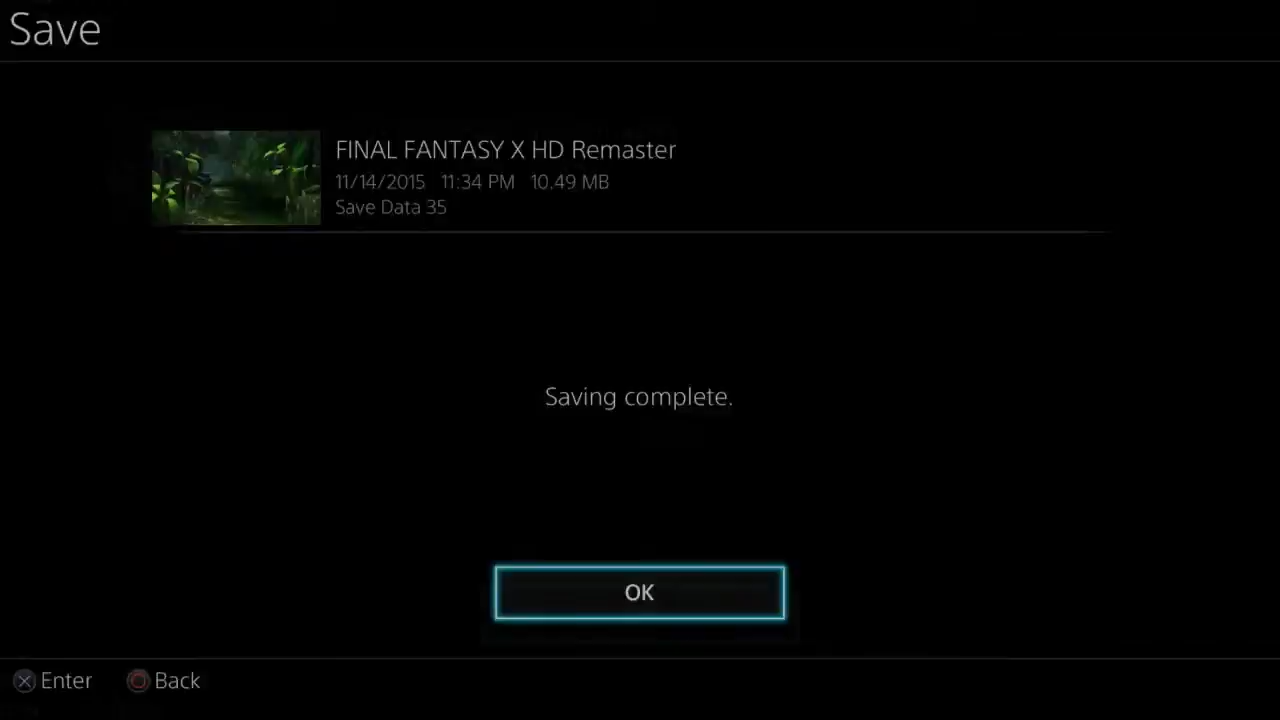 Save
FINAL FANTASY X HD Remaster
11/14/2015 11:34 PM 10.49 MB
Save Data 35
Saving complete.
OK
Enter Back